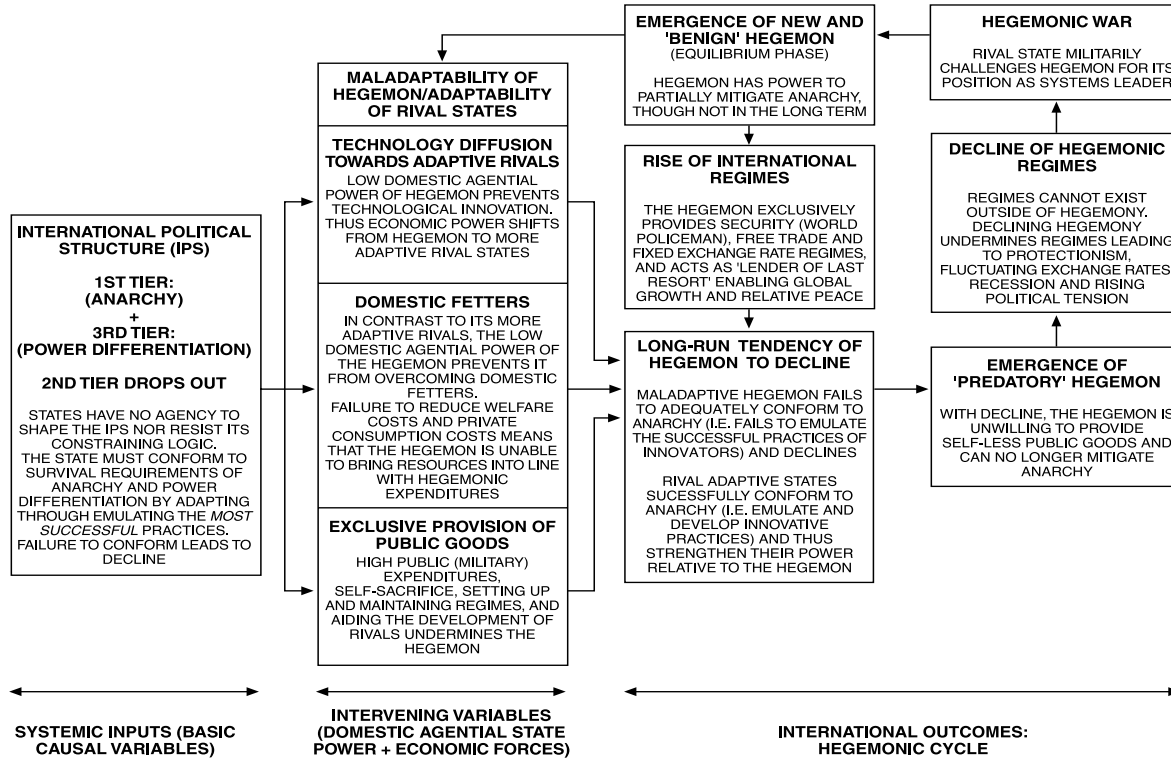 INTERNATIONAL POLITICAL
STRUCTURE (IPS)
1ST TIER:
(ANARCHY)
+
3RD TIER:
(POWER DIFFERENTIATION)
2ND TIER DROPS OUT
STATES HAVE NO AGENCY TO
SHAPE THE IPS NOR RESIST ITS
CONSTRAINING LOGIC.
THE STATE MUST CONFORM TO
SURVIVAL REQUIREMENTS OF
ANARCHY AND POWER
DIFFERENTIATION BY ADAPTING
THROUGH EMULATING THE MOST
SUCCESSFUL PRACTICES.
FAILURE TO CONFORM LEADS TO
DECLINE
MALADAPTABILITY OF
HEGEMON/ADAPTABILITY
OF RIVAL STATES
TECHNOLOGY DIFFUSION
TOWARDS ADAPTIVE RIVALS
LOW DOMESTIC AGENTIAL
POWER OF HEGEMON PREVENTS
TECHNOLOGICAL INNOVATION.
THUS ECONOMIC POWER SHIFTS
FROM HEGEMON TO MORE
ADAPTIVE RIVAL STATES
DOMESTIC FETTERS
IN CONTRAST TO ITS MORE
ADAPTIVE RIVALS, THE LOW
DOMESTIC AGENTIAL POWER OF
THE HEGEMON PREVENTS IT
FROM OVERCOMING DOMESTIC
FETTERS.
FAILURE TO REDUCE WELFARE
COSTS AND PRIVATE
CONSUMPTION COSTS MEANS
THAT THE HEGEMON IS UNABLE
TO BRING RESOURCES INTO LINE
WITH HEGEMONIC
EXPENDITURES
EXCLUSIVE PROVISION OF
PUBLIC GOODS
HIGH PUBLIC (MILITARY)
EXPENDITURES,
SELF-SACRIFICE, SETTING UP
AND MAINTAINING REGIMES, AND
AIDING THE DEVELOPMENT OF
RIVALS UNDERMINES THE
HEGEMON
EMERGENCE OF NEW AND
'BENIGN' HEGEMON
(EQUILIBRIUM PHASE)
HEGEMON HAS POWER TO
PARTIALLY MITIGATE ANARCHY,
THOUGH NOT IN THE LONG TERM
RISE OF INTERNATIONAL
REGIMES
THE HEGEMON EXCLUSIVELY
PROVIDES SECURITY (WORLD
POLICEMAN), FREE TRADE AND
FIXED EXCHANGE RATE REGIMES,
AND ACTS AS 'LENDER OF LAST
RESORT' ENABLING GLOBAL
GROWTH AND RELATIVE PEACE
LONG-RUN TENDENCY OF
HEGEMON TO DECLINE
MALADAPTIVE HEGEMON FAILS
TO ADEQUATELY CONFORM TO
ANARCHY (I.E. FAILS TO EMULATE
THE SUCCESSFUL PRACTICES OF
INNOVATORS) AND DECLINES
RIVAL ADAPTIVE STATES
SUCESSFULLY CONFORM TO
ANARCHY (I.E. EMULATE AND
DEVELOP INNOVATIVE
PRACTICES) AND THUS
STRENGTHEN THEIR POWER
RELATIVE TO THE HEGEMON
HEGEMONIC WAR
RIVAL STATE MILITARILY
CHALLENGES HEGEMON FOR ITS
POSITION AS SYSTEMS LEADER
DECLINE OF HEGEMONIC
REGIMES
REGIMES CANNOT EXIST
OUTSIDE OF HEGEMONY.
DECLINING HEGEMONY
UNDERMINES REGIMES LEADING
TO PROTECTIONISM,
FLUCTUATING EXCHANGE RATES,
RECESSION AND RISING
POLITICAL TENSION
EMERGENCE OF
'PREDATORY' HEGEMON
WITH DECLINE, THE HEGEMON IS
UNWILLING TO PROVIDE
SELF-LESS PUBLIC GOODS AND
CAN NO LONGER MITIGATE
ANARCHY
SYSTEMIC INPUTS (BASIC
CAUSAL VARIABLES)
INTERVENING VARIABLES
(DOMESTIC AGENTIAL STATE
POWER + ECONOMIC FORCES)
INTERNATIONAL OUTCOMES:
HEGEMONIC CYCLE